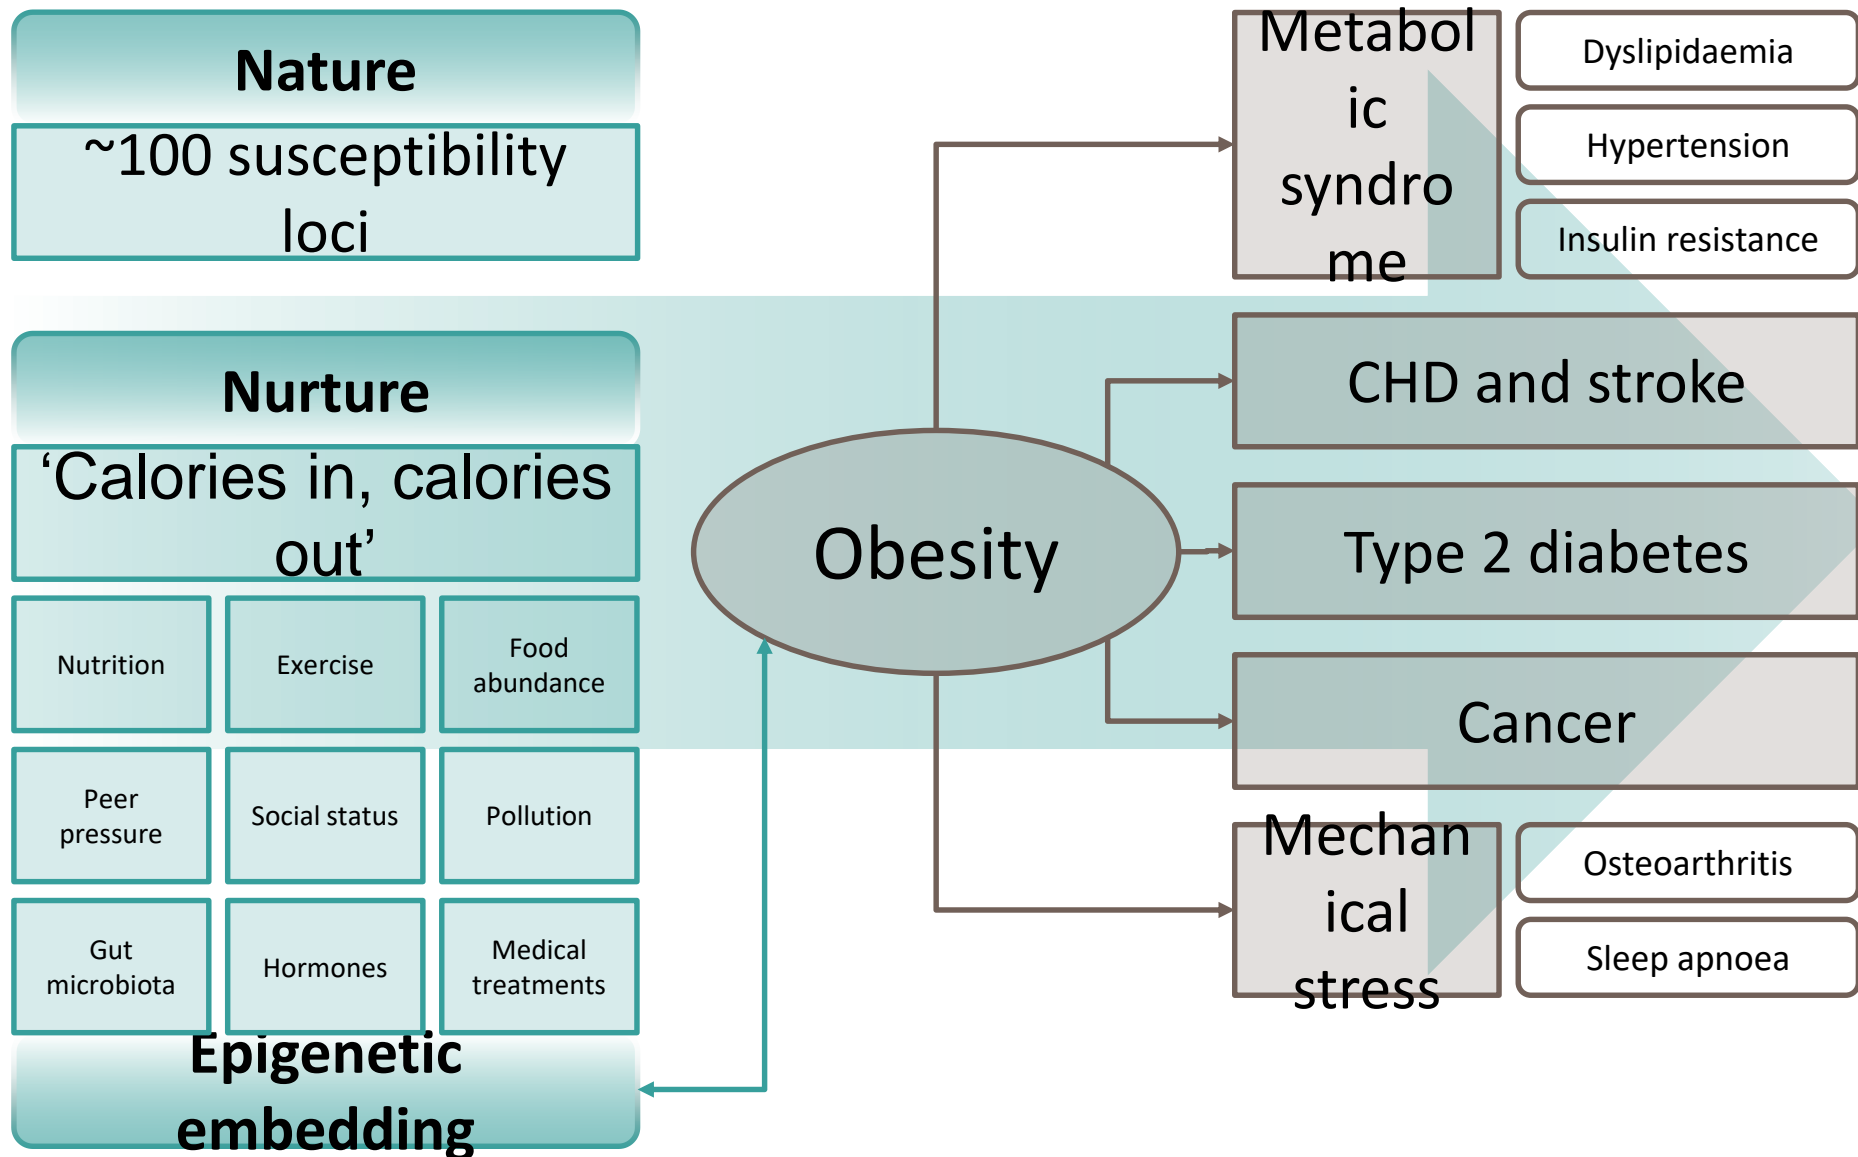 Nature
~100 susceptibility
loci
Nurture
‘Calories in, calories
out’
Nutrition
Exercise
Food
abundance
Peer
pressure
Social status
Pollution
Gut
microbiota
Hormones
Medical
treatments
Epigenetic
embedding
Obesity
Metabol
ic
syndro
me
Dyslipidaemia
Hypertension
Insulin resistance
CHD and stroke
Type 2 diabetes
Cancer
Mechan
ical
stress
Osteoarthritis
Sleep apnoea